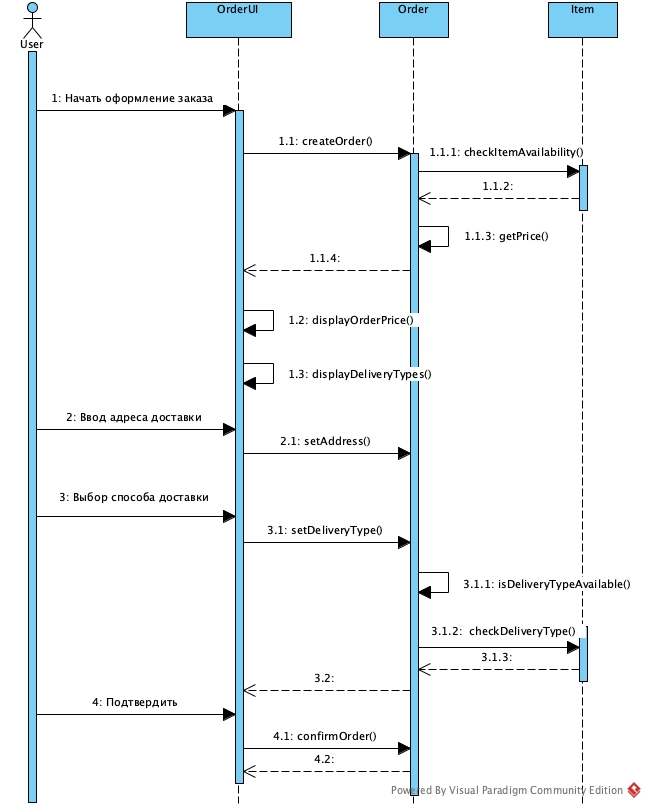 OrderUI
Order
Item
User
1: Начать оформление заказа
1.1: createOrder()
1.1.1: checkItemAvailability()
1.1.2:
1.1.3: getPrice()
1.1.4:
1.2: displayOrderPrice()
1.3: displayDeliveryTypes()
2: Ввод адреса доставки
2.1: setAddress()
3: Выбор способа доставки
3.1: setDeliveryType()
3.1.1: isDeliveryTypeAvailable()
3.1.2: checkDeliveryType()
3.1.3:
3.2:
4: Подтвердить
4.1: confirmOrder()
4.2:
Powered By Visual Paradigm Community Edition